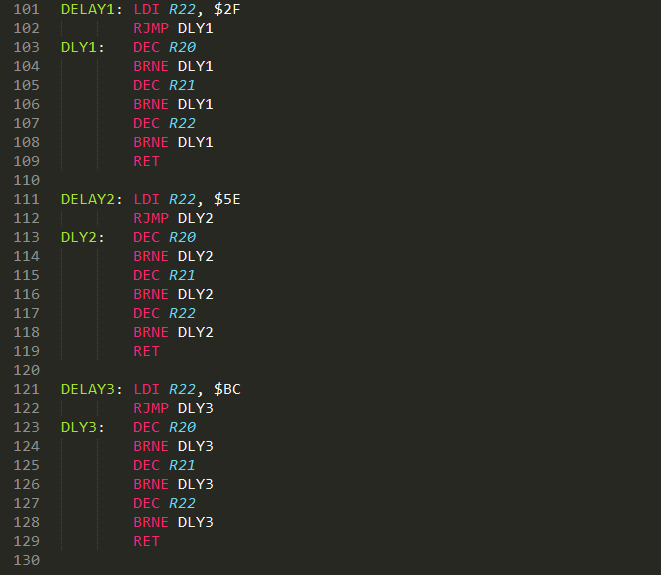 101 DELAY1: LDI R22, $2F
102 RJMP DLY1
103 DLY1: DEC R20
104 BRNE DLY1
105 DEC R21
106 BRNE DLY1
107 DEC R22
108 BRNE DLY1
109 RET
110
111 DELAY2: LDI R22, $5E
112 RJMP DLY2
113 DLY2: DEC R20
114 BRNE DLY2
115 DEC R21
116 BRNE DLY2
117 DEC R22
118 BRNE DLY2
119 RET
120
121 DELAY3: LDI R22, $BC
122 RJMP DLY3
123 DLY3: DEC R20
124 BRNE DLY3
125 DEC R21
126 BRNE DLY3
127 DEC R22
128 BRNE DLY3
129 RET
130